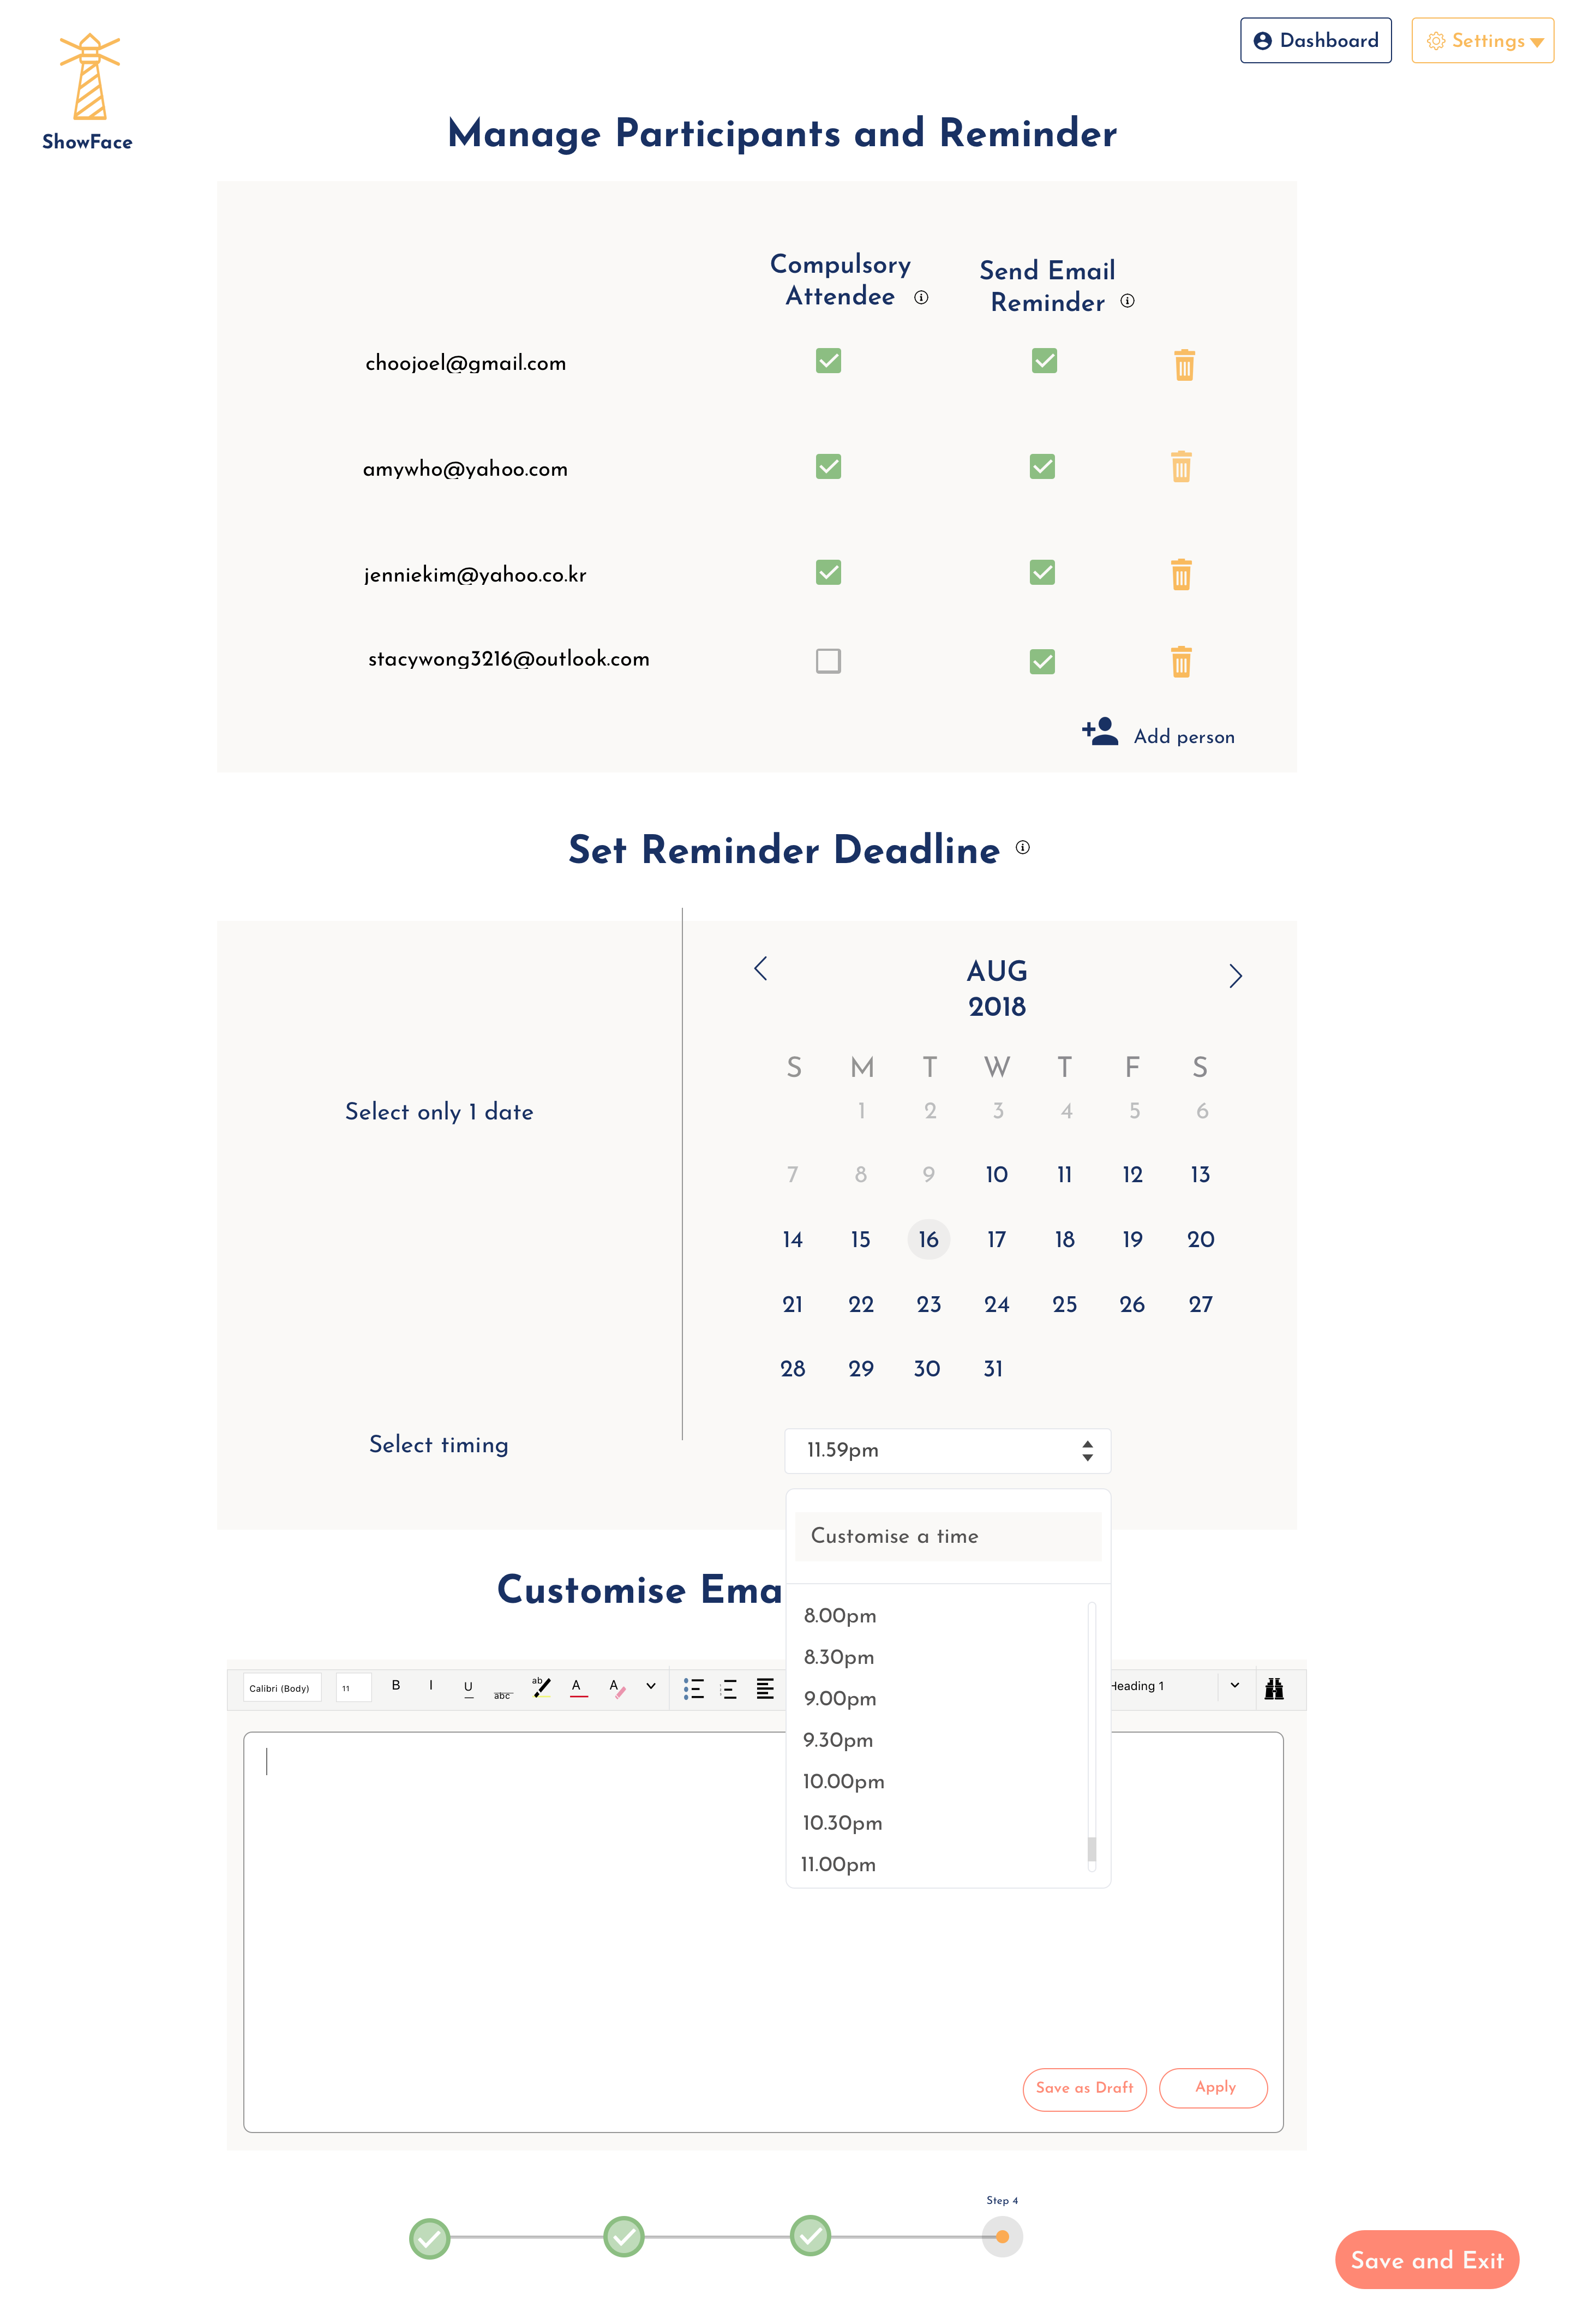 Dashboard
Settings
ShowFace
Manage Participants and Reminder
Compulsory
Attendee
Send Email
Reminder
choojoel@gmail.com
amywho@yahoo.com
jenniekim@yahoo.co.kr
stacywong3216@outlook.com
Add person
Set Reminder Deadline
AUG
2018
S M T W T F S
Select only 1 date
1 2 3 4 5 6
7 8 9 10 11 12 13
14 15 16 17 18 19 20
21 22 23 24 25 26 27
28 29 30 31
Select timing
11.59pm
Customise a time
Customise Ema
8.00pm
8.30pm
9.00pm
9.30pm
10.00pm
10.30pm
11.00pm
Calibri (Body) 11 B I U abc ab A A
Heading 1
Save as Draft
Apply
Step 4
Save and Exit